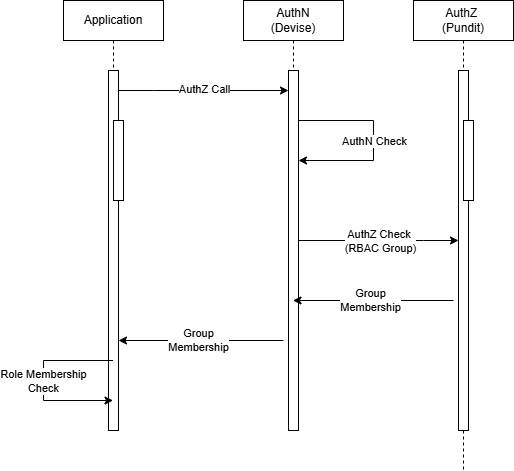 Application
AuthN
(Devise)
AuthZ
(Pundit)
AuthZ Call
AuthN Check
AuthZ Check
(RBAC Group)
Group
Membership
Group
Membership
Role Membership
Check